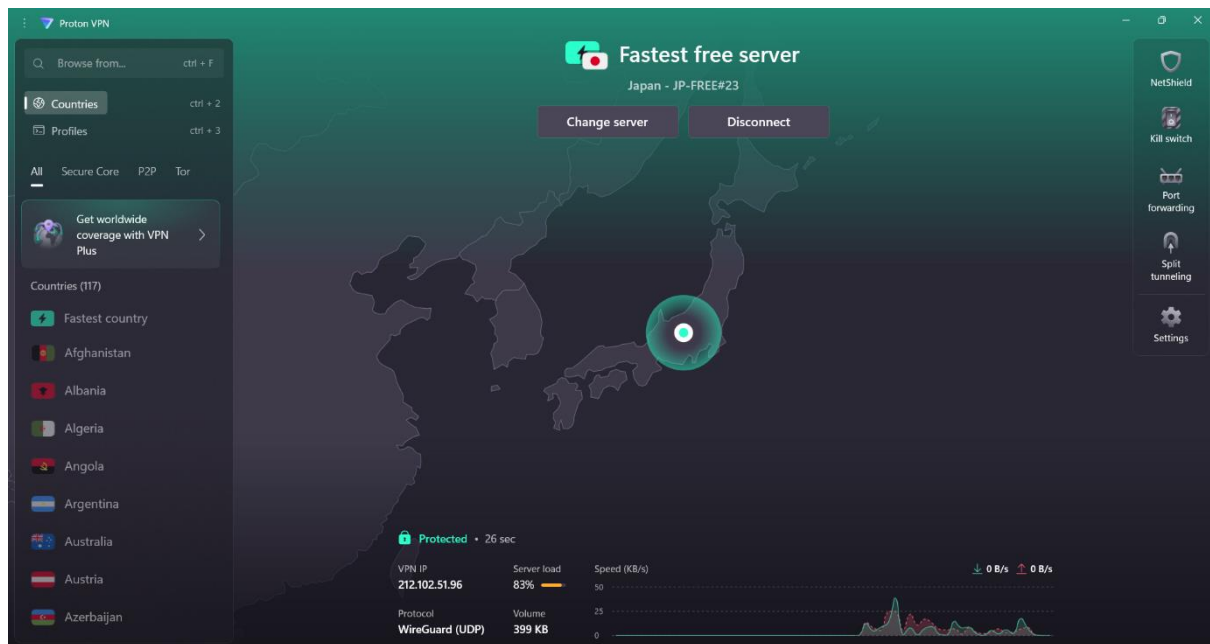 Proton VPN
Browse from...
ctrl + F
Countries
ctrl + 2
Profiles
ctrl + 3
All
Secure Core
P2P
Tor
Get worldwide
coverage with VPN
Plus
Countries (117)
Fastest country
Afghanistan
Albania
Algeria
Angola
Argentina
Australia
Austria
Azerbaijan
Fastest free server
Japan - JP-FREE#23
Change server
Disconnect
Protected • 26 sec
VPN IP
212.102.51.96
Server load
83%
Protocol
WireGuard (UDP)
Volume
399 KB
Speed (KB/s)
0 B/s
0 B/s
50
25
0
NetShield
Kill switch
Port
forwarding
Split
tunneling
Settings